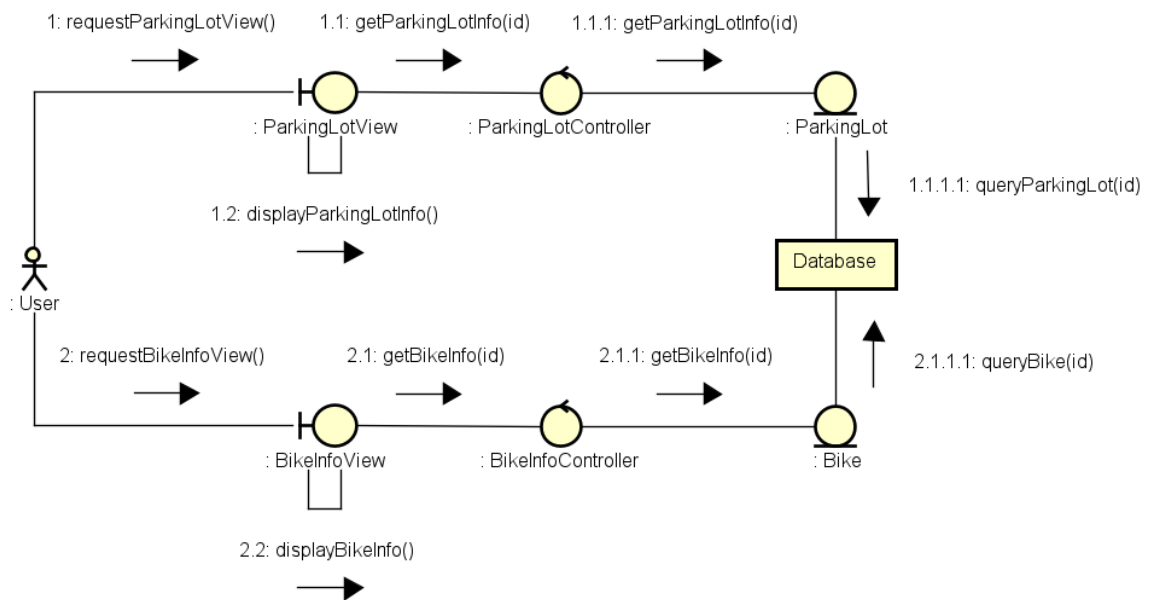 1: requestParkingLotView()
1.1: getParkingLotInfo(id)
1.1.1: getParkingLotInfo(id)
: ParkingLotView
: ParkingLotController
: ParkingLot
1.1.1.1: queryParkingLot(id)
1.2: displayParkingLotInfo()
Database
: User
2: requestBikeInfoView()
2.1: getBikeInfo(id)
2.1.1: getBikeInfo(id)
2.1.1.1: queryBike(id)
: BikeInfoView
: BikeInfoController
: Bike
2.2: displayBikeInfo()